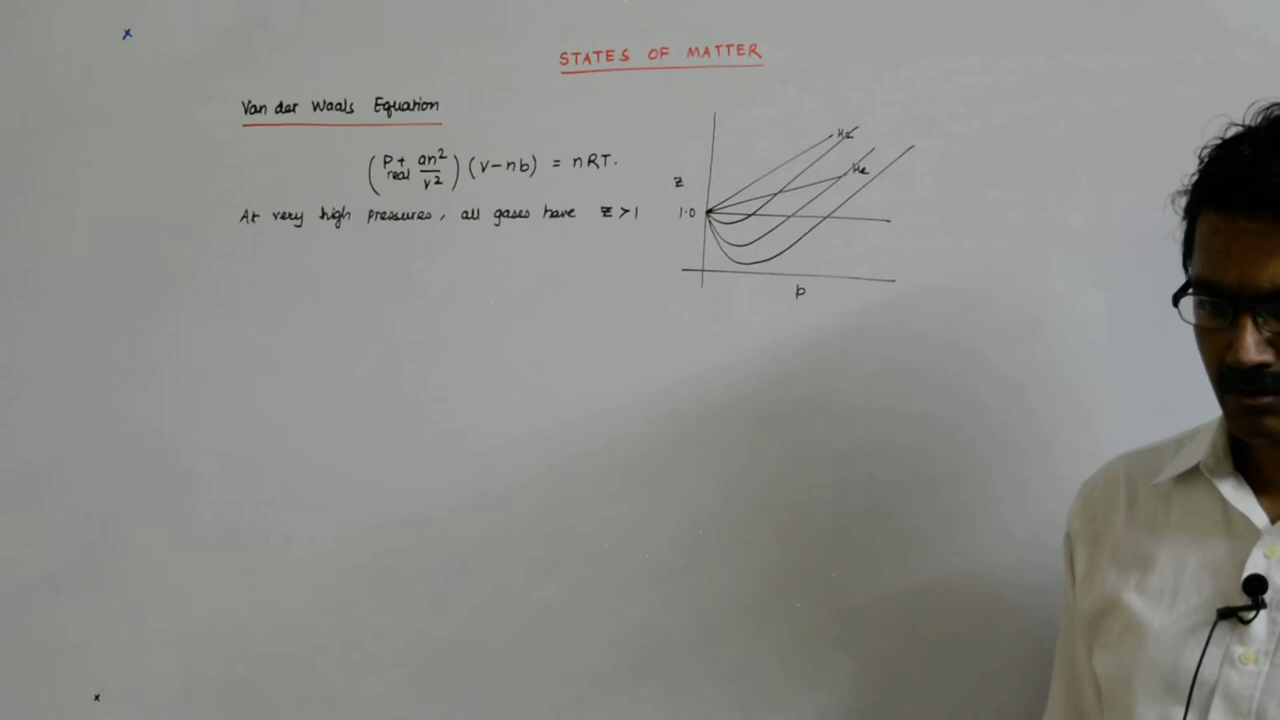 x
STATES OF MATTER
Van der Waals Equation
(P real + an²/v²) (v-nb) = nRT.
At very high pressures, all gases have Z > 1
Z
1.0
H2
He
p
x